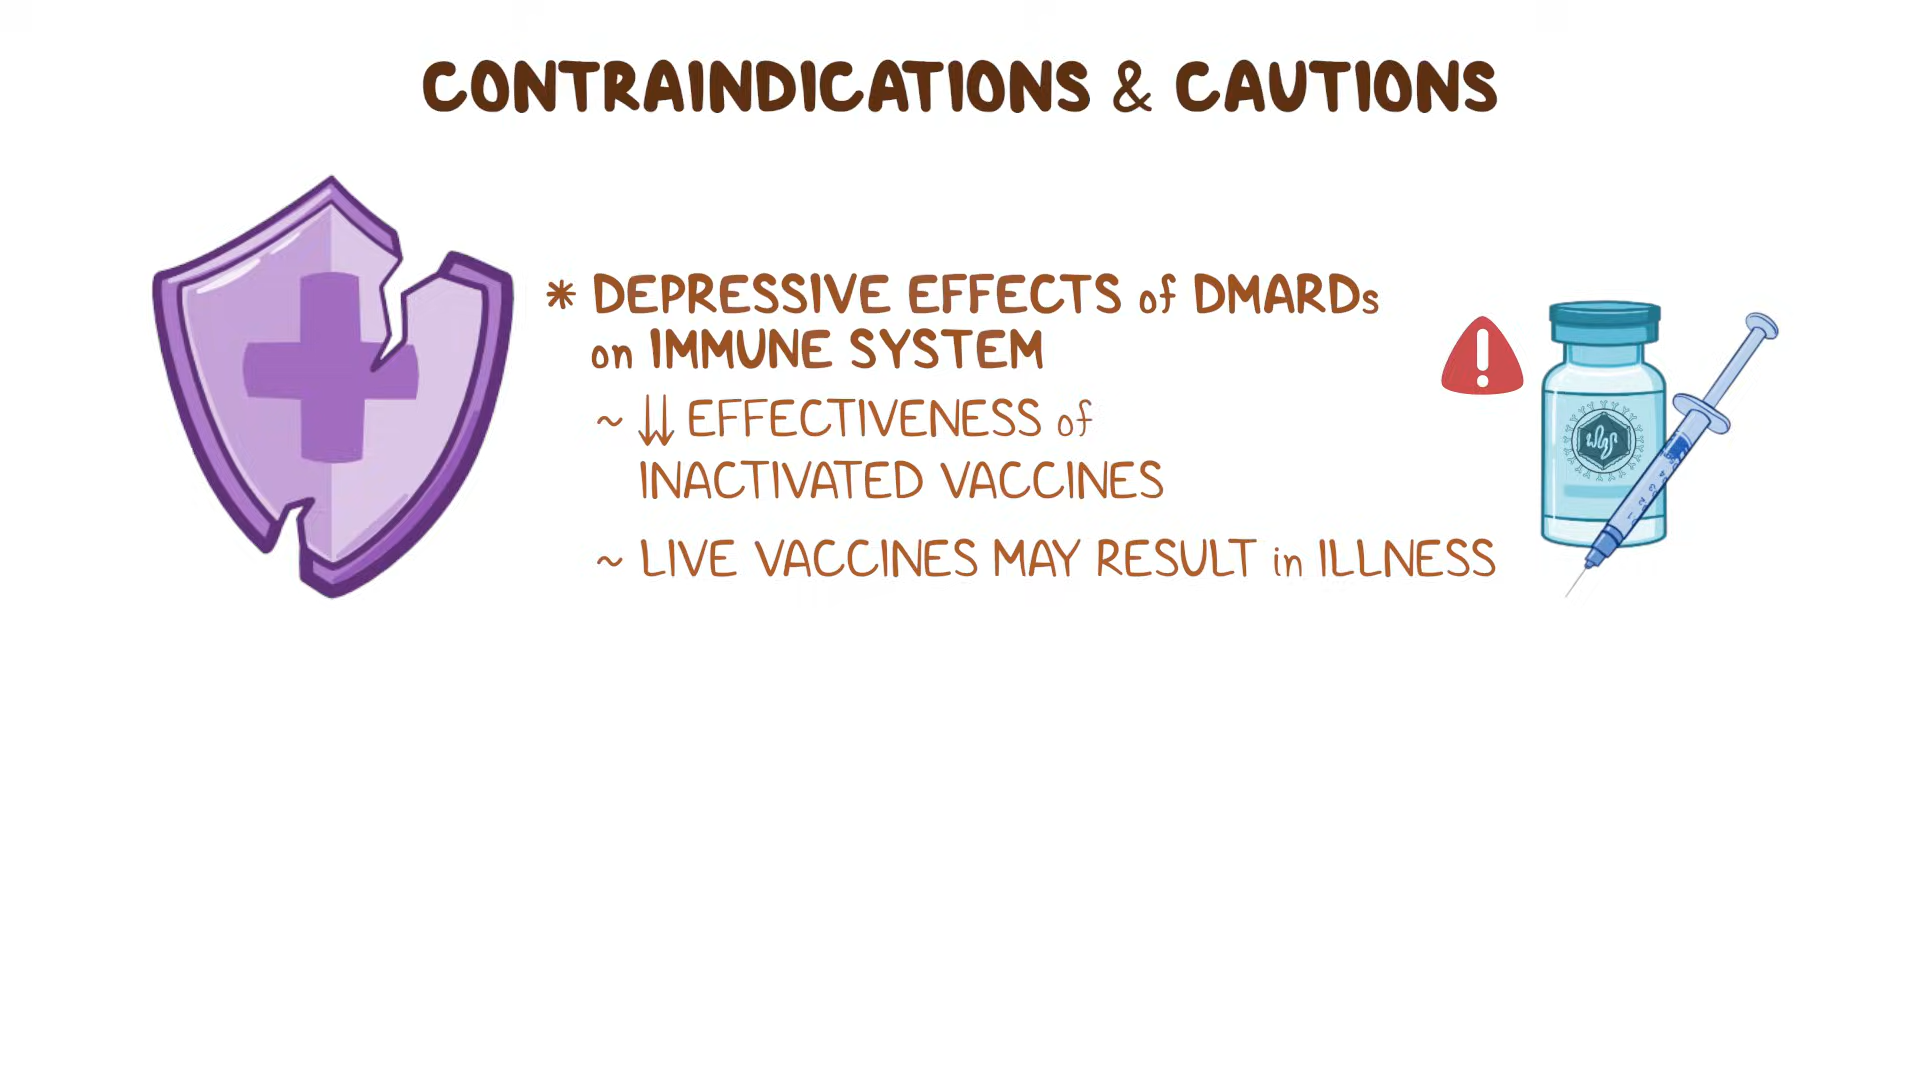 CONTRAINDICATIONS & CAUTIONS
* DEPRESSIVE EFFECTS of DMARDs
on IMMUNE SYSTEM
~ ↓↓ EFFECTIVENESS of
INACTIVATED VACCINES
~ LIVE VACCINES MAY RESULT in ILLNESS